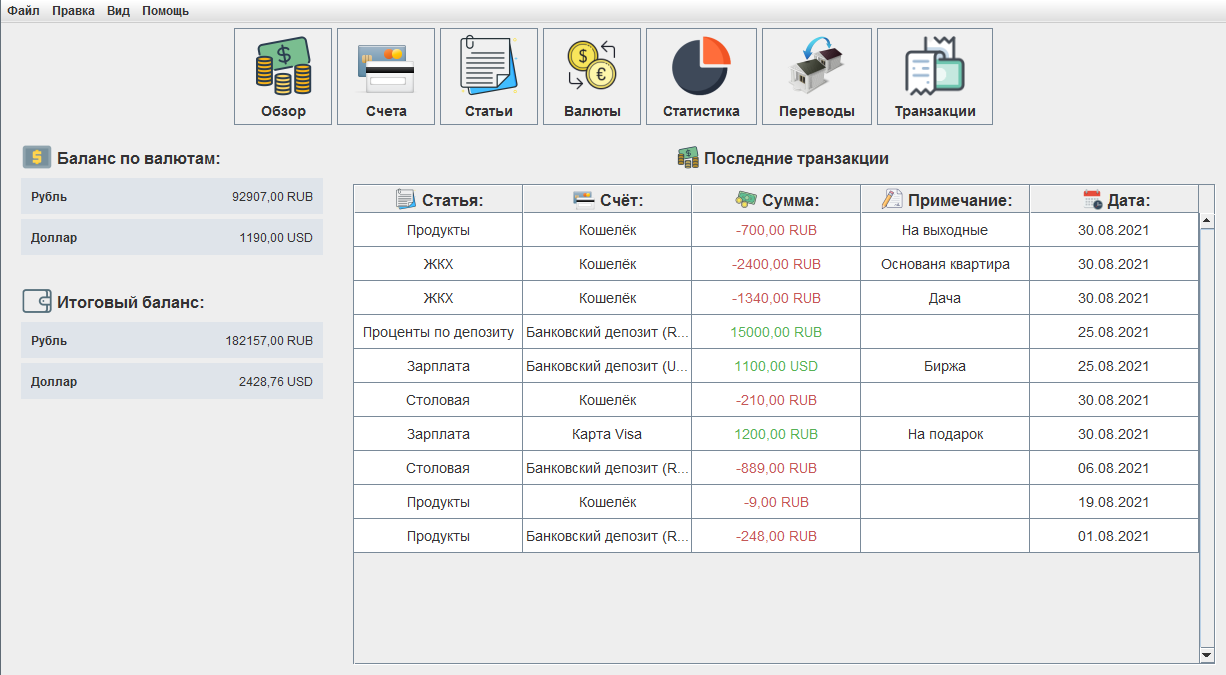 Файл Правка Вид Помощь
Обзор Счета Статьи Валюты Статистика Переводы Транзакции
Баланс по валютам:
Рубль 92907,00 RUB
Доллар 1190,00 USD
Итоговый баланс:
Рубль 182157,00 RUB
Доллар 2428,76 USD
Последние транзакции
Статья: Счёт: Сумма: Примечание: Дата:
Продукты Кошелёк -700,00 RUB На выходные 30.08.2021
ЖКХ Кошелёк -2400,00 RUB Основаня квартира 30.08.2021
ЖКХ Кошелёк -1340,00 RUB Дача 30.08.2021
Проценты по депозиту Банковский депозит (R... 15000,00 RUB 25.08.2021
Зарплата Банковский депозит (U... 1100,00 USD Биржа 25.08.2021
Столовая Кошелёк -210,00 RUB 30.08.2021
Зарплата Карта Visa 1200,00 RUB На подарок 30.08.2021
Столовая Банковский депозит (R... -889,00 RUB 06.08.2021
Продукты Кошелёк -9,00 RUB 19.08.2021
Продукты Банковский депозит (R... -248,00 RUB 01.08.2021